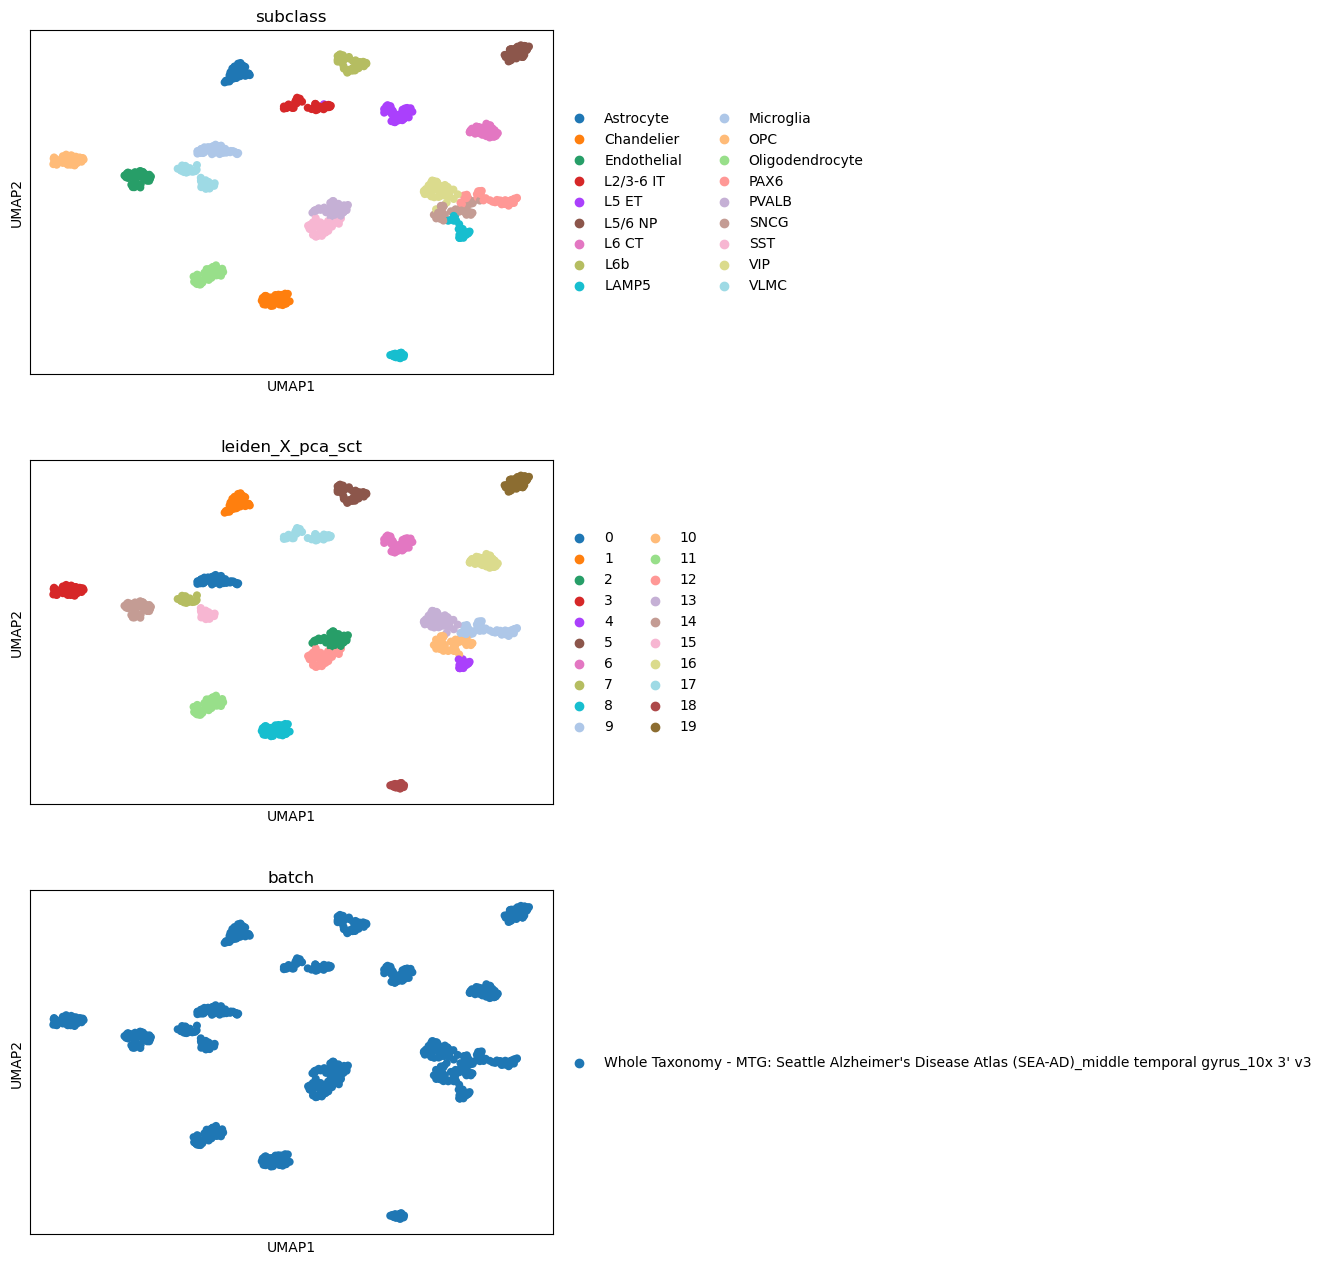 subclass
UMAP2
UMAP1
Astrocyte
Chandelier
Endothelial
L2/3-6 IT
L5 ET
L5/6 NP
L6 CT
L6b
LAMP5
Microglia
OPC
Oligodendrocyte
PAX6
PVALB
SNCG
SST
VIP
VLMC
leiden_X_pca_sct
UMAP2
UMAP1
0
1
2
3
4
5
6
7
8
9
10
11
12
13
14
15
16
17
18
19
batch
UMAP2
UMAP1
Whole Taxonomy - MTG: Seattle Alzheimer's Disease Atlas (SEA-AD)_middle temporal gyrus_10x 3' v3